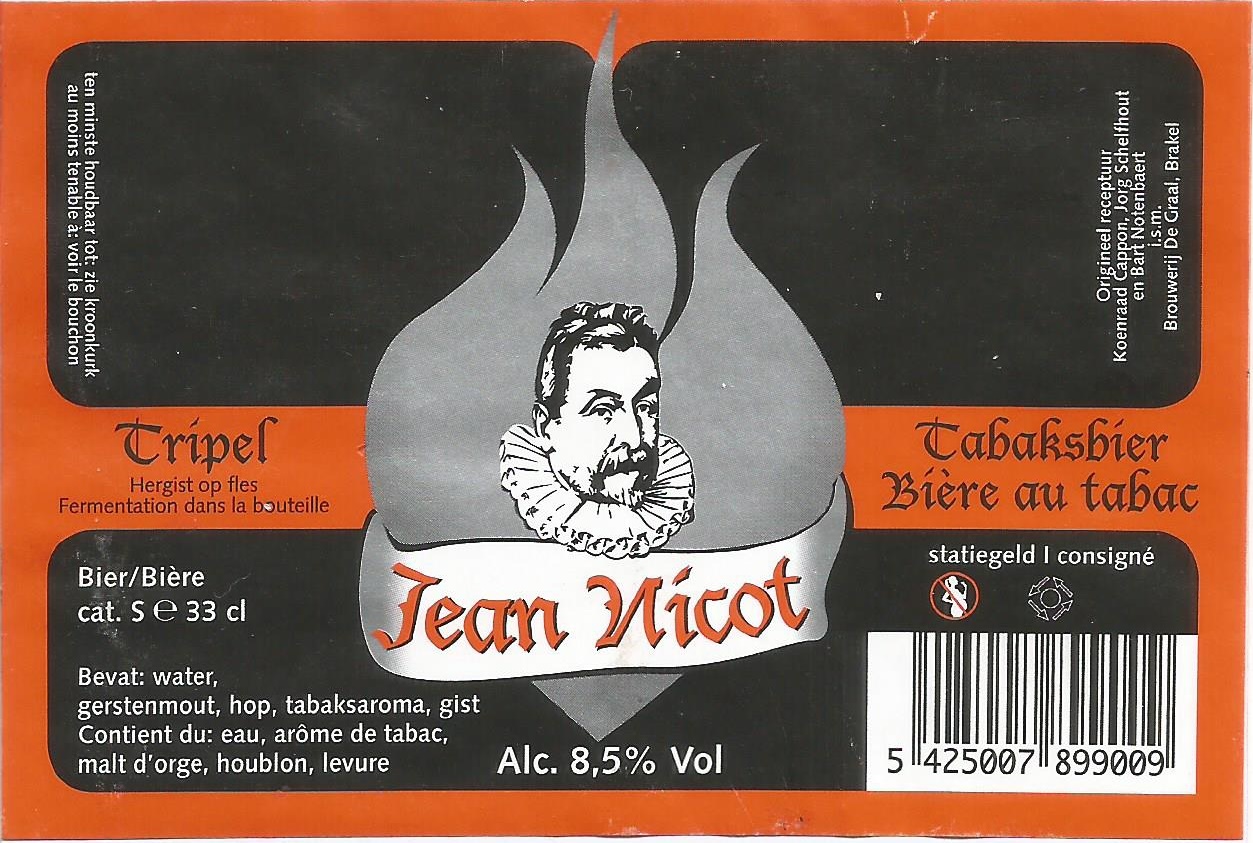 ten minste houdbaar tot: zie kroonkurk
au moins tenable à: voir le bouchon
Origineel receptuur
Koenraad Cappon, Jorg Schelfhout
en Bart Notenbaert
i.s.m.
Brouwerij De Graal, Brakel
Tripel
Hergist op fles
Fermentation dans la bouteille
Tabaksbier
Bière au tabac
Jean Nicot
Bier/Bière
cat. S ℮ 33 cl
Bevat: water,
gerstenmout, hop, tabaksaroma, gist
Contient du: eau, arôme de tabac,
malt d'orge, houblon, levure
Alc. 8,5% Vol
statiegeld I consigné
5 425007 899009